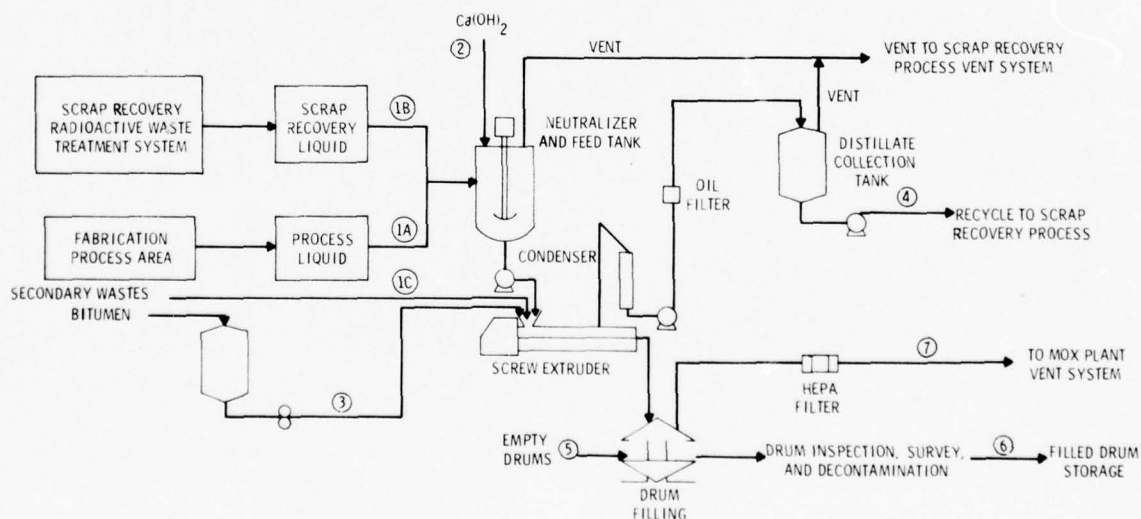 Ca(OH)2
2
VENT
VENT TO SCRAP RECOVERY
PROCESS VENT SYSTEM
SCRAP RECOVERY
RADIOACTIVE WASTE
TREATMENT SYSTEM
SCRAP
RECOVERY
LIQUID
1B
NEUTRALIZER
AND FEED TANK
VENT
DISTILLATE
COLLECTION
TANK
OIL
FILTER
4
RECYCLE TO SCRAP
RECOVERY PROCESS
FABRICATION
PROCESS AREA
PROCESS
LIQUID
1A
CONDENSER
1C
SECONDARY WASTES
BITUMEN
SCREW EXTRUDER
3
7
TO MOX PLANT
VENT SYSTEM
HEPA
FILTER
EMPTY
DRUMS
5
DRUM INSPECTION, SURVEY,
AND DECONTAMINATION
6
FILLED DRUM
STORAGE
DRUM
FILLING